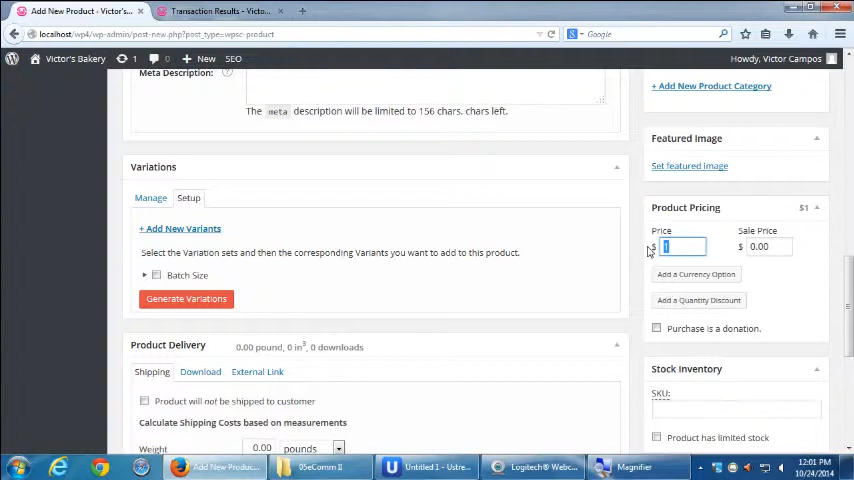 Add New Product ‹ Victor's...
Transaction Results - Victo...
localhost/wp4/wp-admin/post-new.php?post_type=wpsc-product
Google
Victor's Bakery
1
0
New
SEO
Howdy, Victor Campos
Meta Description:
The meta description will be limited to 156 chars. chars left.
+ Add New Product Category
Featured Image
Set featured image
Variations
Manage
Setup
+ Add New Variants
Select the Variation sets and then the corresponding Variants you want to add to this product.
Batch Size
Generate Variations
Product Pricing
$1
Price
Sale Price
$ 1
$ 0.00
Add a Currency Option
Add a Quantity Discount
Purchase is a donation.
Product Delivery
0.00 pound, 0 in³, 0 downloads
Shipping
Download
External Link
Product will not be shipped to customer
Calculate Shipping Costs based on measurements
Weight
0.00
pounds
Stock Inventory
SKU:
Product has limited stock
Add New Produc...
05eComm II
Untitled 1 - Ustre...
Logitech® Webc...
Magnifier
12:01 PM
10/24/2014